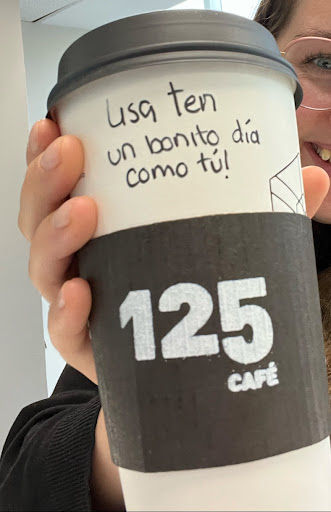 Lisa ten
un bonito día
como tú!
125
CAFÉ